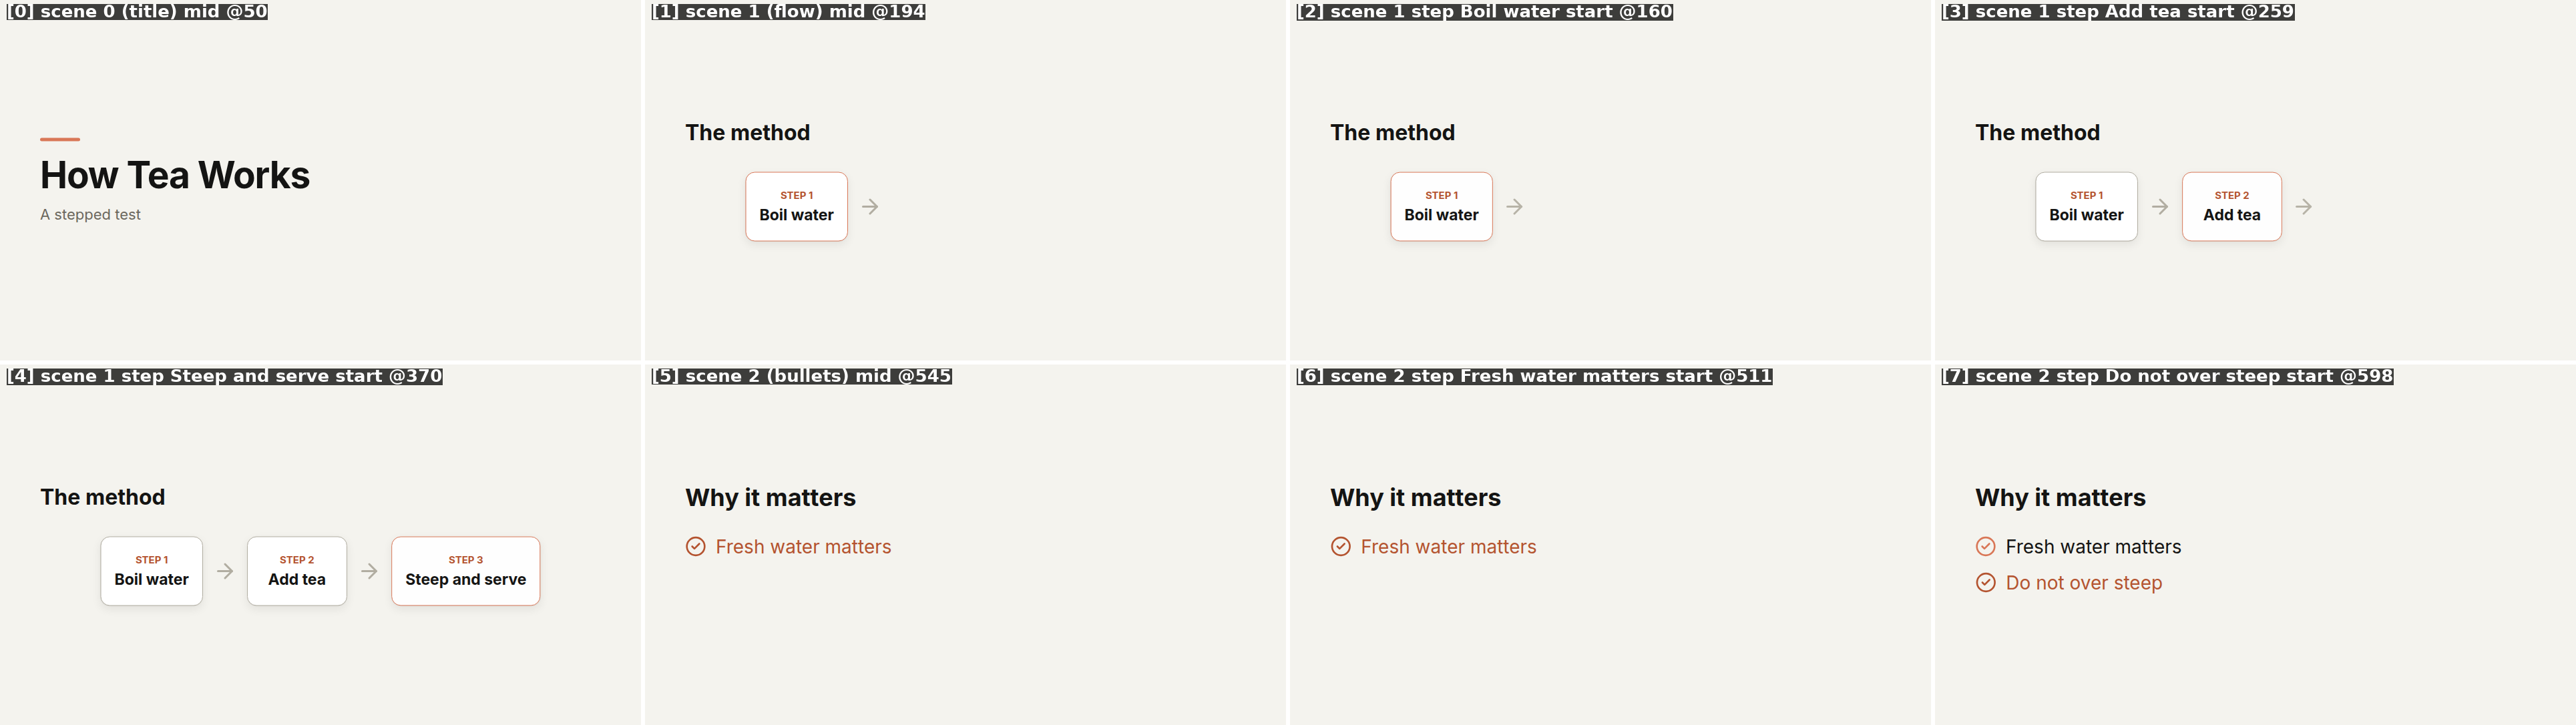 [0] scene 0 (title) mid @50
How Tea Works
A stepped test
[1] scene 1 (flow) mid @194
The method
STEP 1
Boil water
[2] scene 1 step Boil water start @160
The method
STEP 1
Boil water
[3] scene 1 step Add tea start @259
The method
STEP 1
Boil water
STEP 2
Add tea
[4] scene 1 step Steep and serve start @370
The method
STEP 1
Boil water
STEP 2
Add tea
STEP 3
Steep and serve
[5] scene 2 (bullets) mid @545
Why it matters
Fresh water matters
[6] scene 2 step Fresh water matters start @511
Why it matters
Fresh water matters
[7] scene 2 step Do not over steep start @598
Why it matters
Fresh water matters
Do not over steep